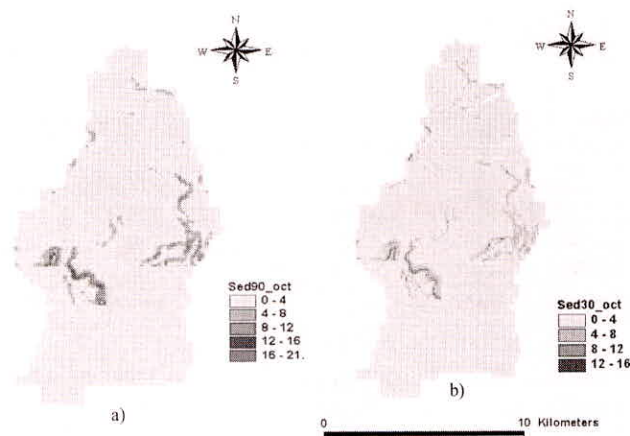 N
W E
S
N
W E
S
Sed90_oct
0 - 4
4 - 8
8 - 12
12 - 16
16 - 21.
a)
Sed30_oct
0 - 4
4 - 8
8 - 12
12 - 16
b)
0 10 Kilometers